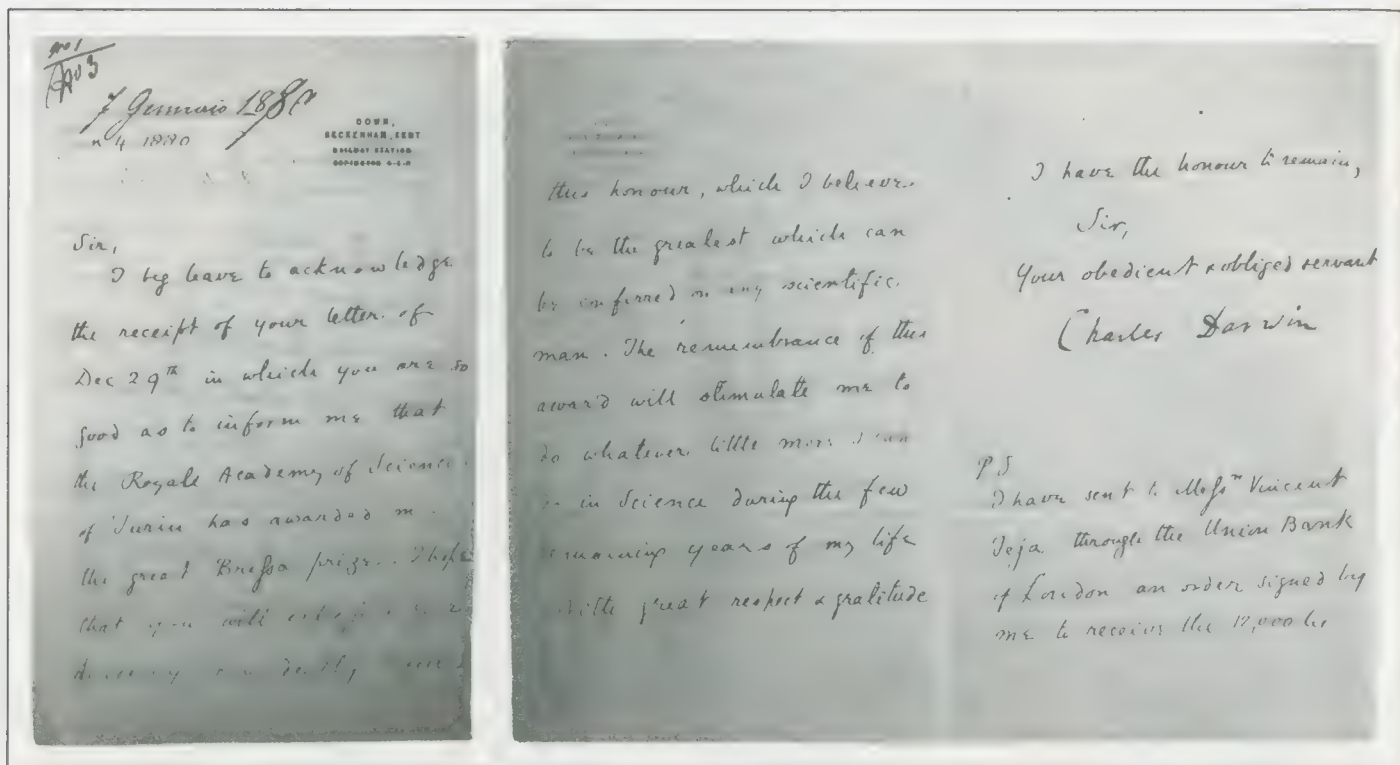 No 1
No 3
7 Gennaio 1880
n 4 1880
DOWN,
BECKENHAM, KENT
RAILWAY STATION
ORPINGTON S.E.R
Sir,
I beg leave to acknowledge
the receipt of your letter of
Dec 29th in which you are so
good as to inform me that
the Royale Academy of Science
of Turin has awarded m
the great Bressa prize. I hope
that you will
this honour, which I believe
to be the greatest which can
be conferred on any scientific
man. The remembrance of this
award will stimulate me to
do whatever little more I can
in Science during the few
remaining years of my life
With great respect & gratitude
I have the honour to remain,
Sir,
Your obedient & obliged servant
Charles Darwin
PS
I have sent to Messrs Vincent
Teja through the Union Bank
of London an order signed by
me to receive the 12,000